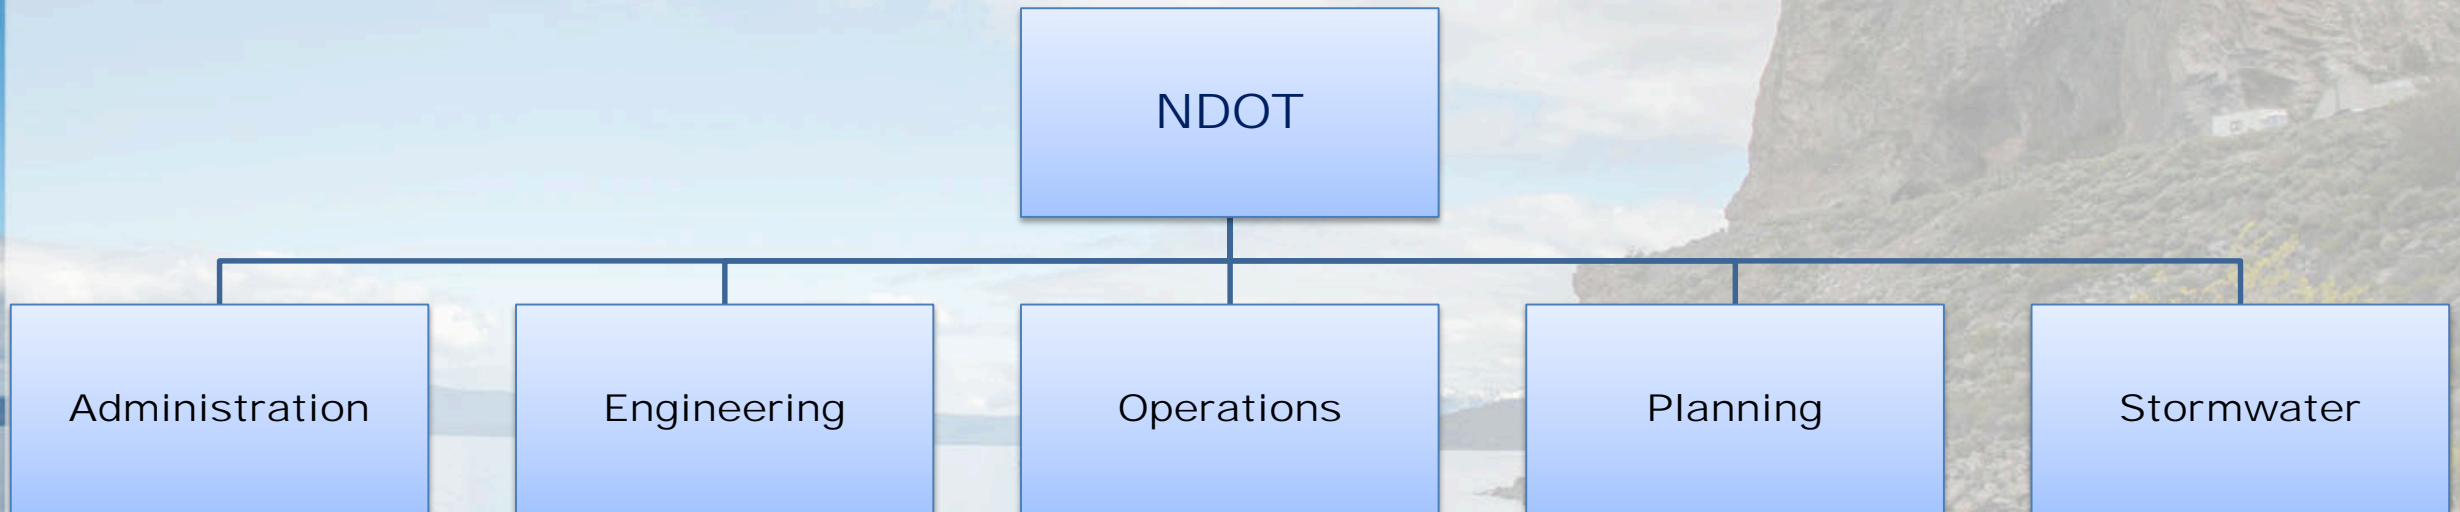 NDOT
Administration
Engineering
Operations
Planning
Stormwater